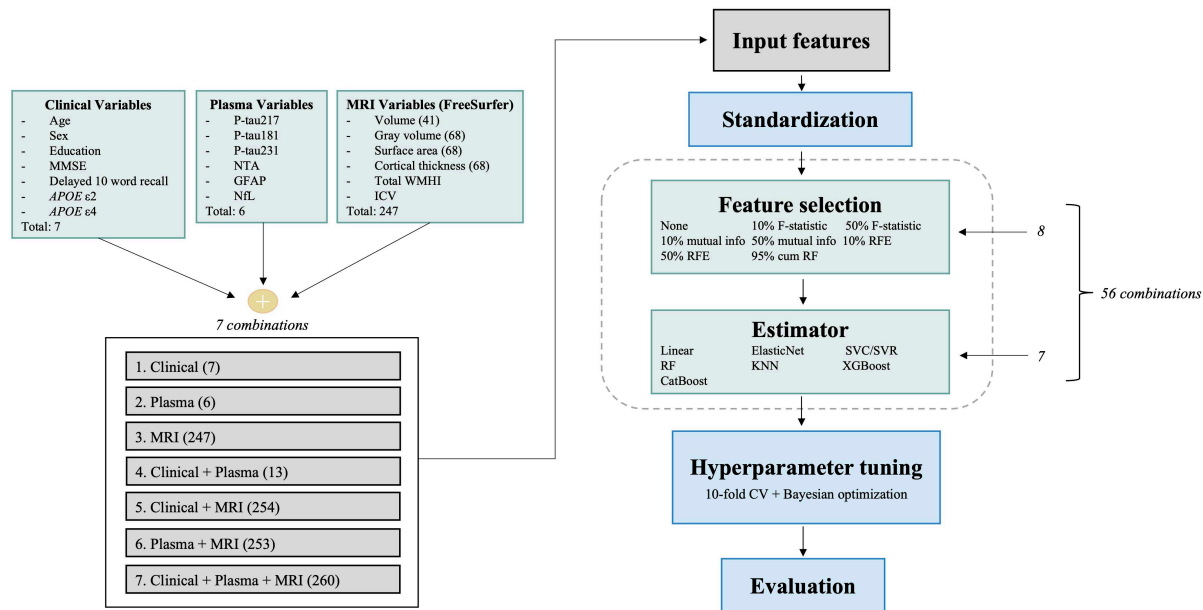 Input features
Clinical Variables
- Age
- Sex
- Education
- MMSE
- Delayed 10 word recall
- APOE ε2
- APOE ε4
Total: 7
Plasma Variables
- P-tau217
- P-tau181
- P-tau231
- NTA
- GFAP
- NfL
Total: 6
MRI Variables (FreeSurfer)
- Volume (41)
- Gray volume (68)
- Surface area (68)
- Cortical thickness (68)
- Total WMHI
- ICV
Total: 247
+
7 combinations
1. Clinical (7)
2. Plasma (6)
3. MRI (247)
4. Clinical + Plasma (13)
5. Clinical + MRI (254)
6. Plasma + MRI (253)
7. Clinical + Plasma + MRI (260)
Standardization
Feature selection
None 10% F-statistic 50% F-statistic
10% mutual info 50% mutual info 10% RFE
50% RFE 95% cum RF
8
56 combinations
Estimator
Linear ElasticNet SVC/SVR
RF KNN XGBoost
CatBoost
7
Hyperparameter tuning
10-fold CV + Bayesian optimization
Evaluation